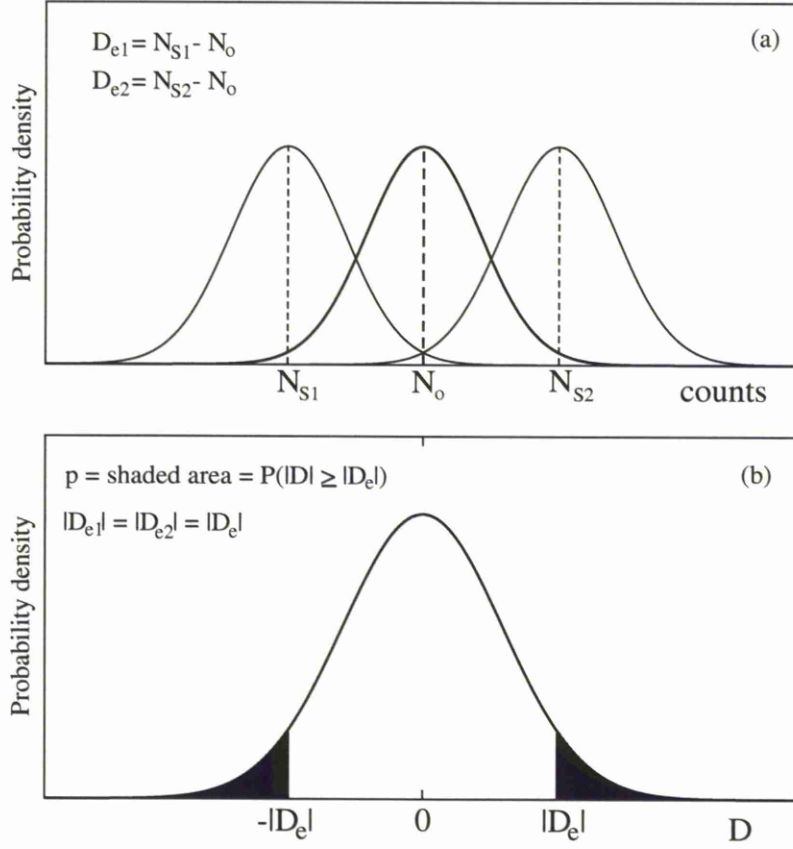 D_e1 = N_S1 - N_o
(a)
D_e2 = N_S2 - N_o
Probability density
N_S1 N_o N_S2 counts
p = shaded area = P(|D| ≥ |D_e|)
(b)
|D_e1| = |D_e2| = |D_e|
Probability density
-|D_e| 0 |D_e| D